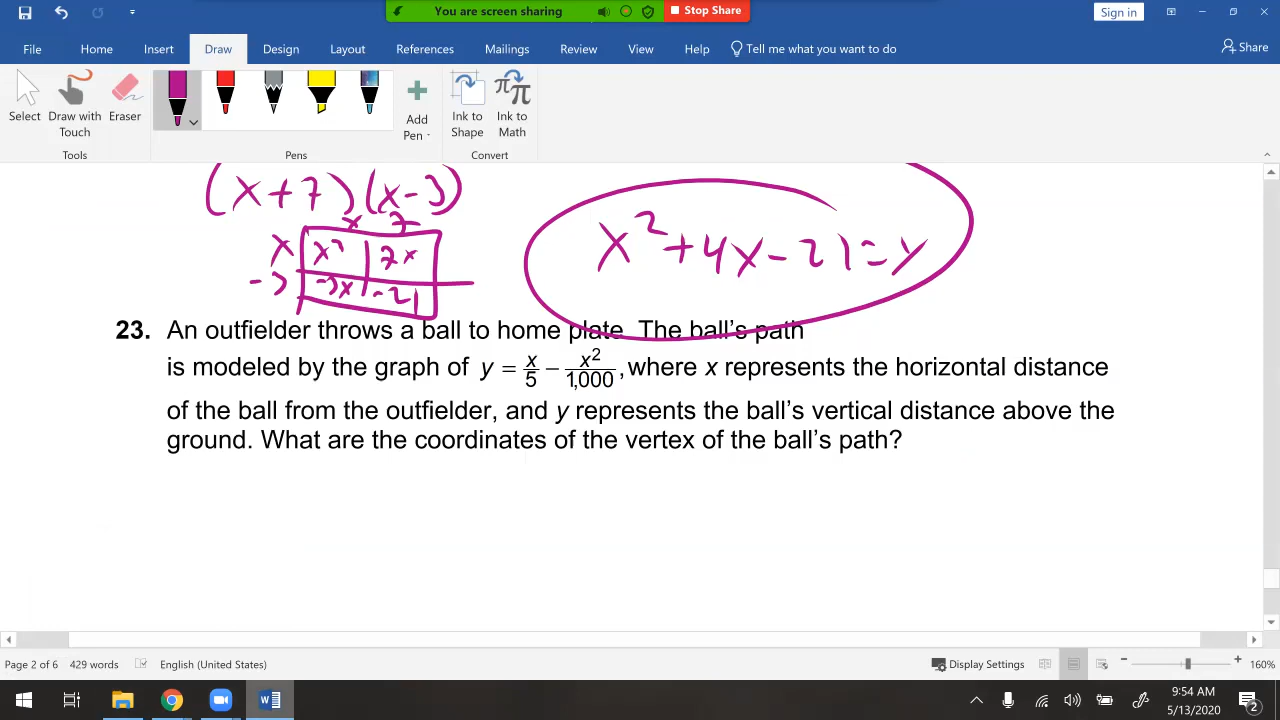 You are screen sharing
Stop Share
Sign in
File Home Insert Draw Design Layout References Mailings Review View Help Tell me what you want to do Share
Select Draw with Touch Eraser Add Pen Ink to Shape Ink to Math
Tools Pens Convert
(x+7)(x-3)
x 7
x x² 7x
-3 -3x -21
x²+4x-21=y
23. An outfielder throws a ball to home plate. The ball's path
is modeled by the graph of y = x/5 − x²/1,000, where x represents the horizontal distance
of the ball from the outfielder, and y represents the ball's vertical distance above the
ground. What are the coordinates of the vertex of the ball's path?
Page 2 of 6 429 words English (United States) Display Settings 160%
9:54 AM
5/13/2020
2